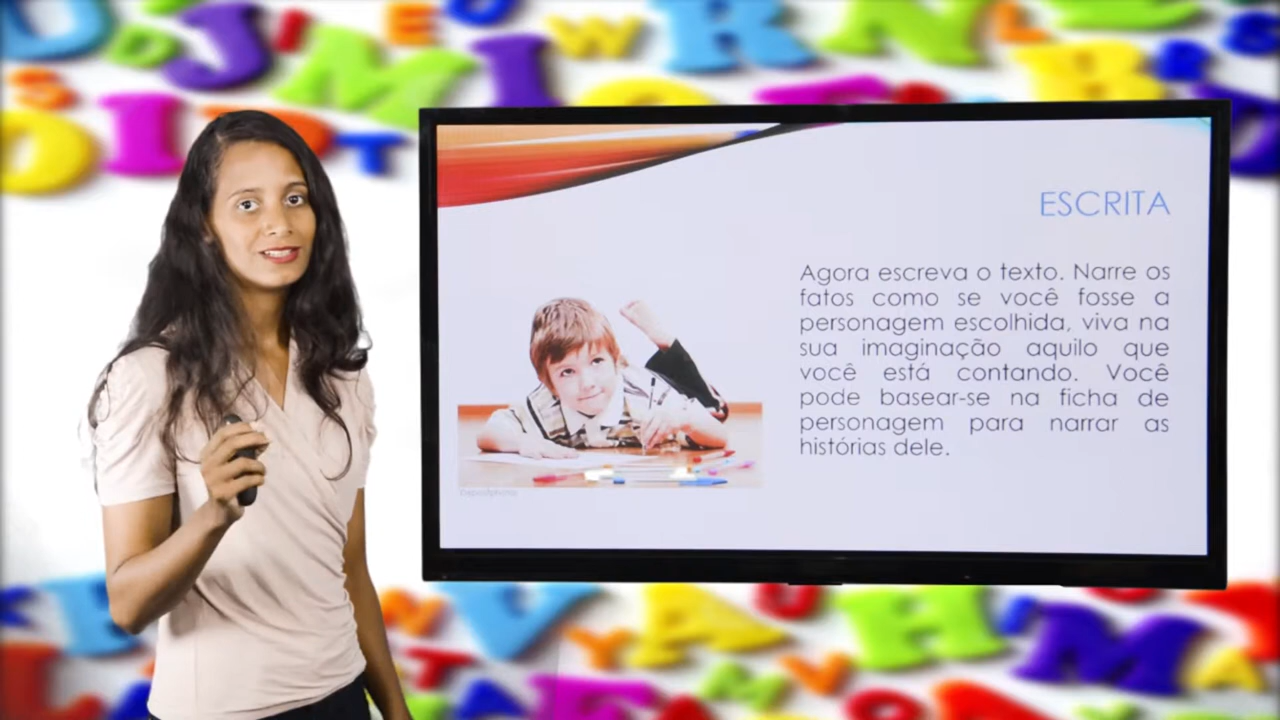 ESCRITA
Agora escreva o texto. Narre os
fatos como se você fosse a
personagem escolhida, viva na
sua imaginação aquilo que
você está contando. Você
pode basear-se na ficha de
personagem para narrar as
histórias dele.
Depositphotos